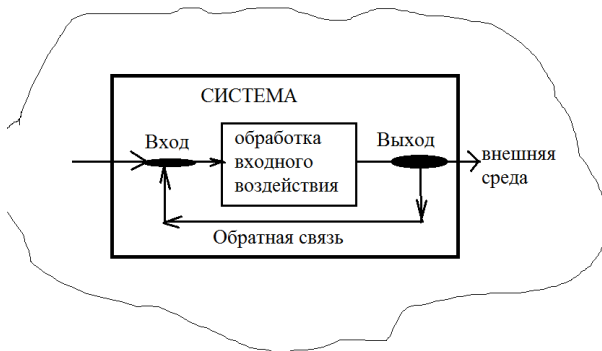 СИСТЕМА
Вход
обработка
входного
воздействия
Выход
внешняя
среда
Обратная связь